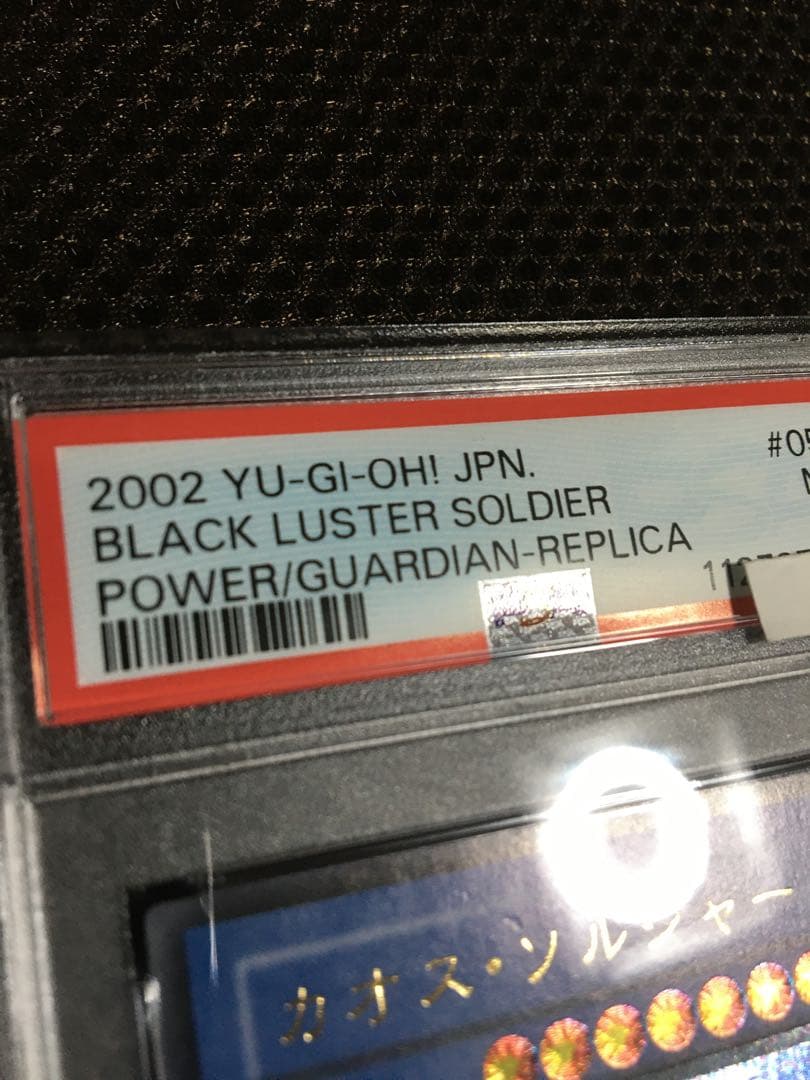 2002 YU-GI-OH! JPN. #05
BLACK LUSTER SOLDIER
POWER/GUARDIAN-REPLICA
カオス・ソルジャー